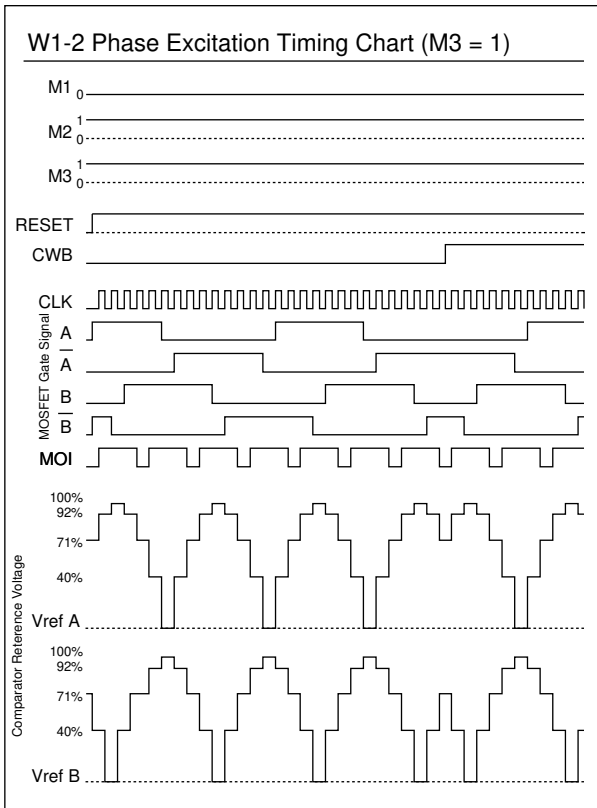 W1-2 Phase Excitation Timing Chart (M3 = 1)
M1 0
M2 1
0
M3 1
0
RESET
CWB
CLK
MOSFET Gate Signal
A
A̅
B
B̅
MOI
Comparator Reterence Voltage
100%
92%
71%
40%
Vref A
100%
92%
71%
40%
Vref B